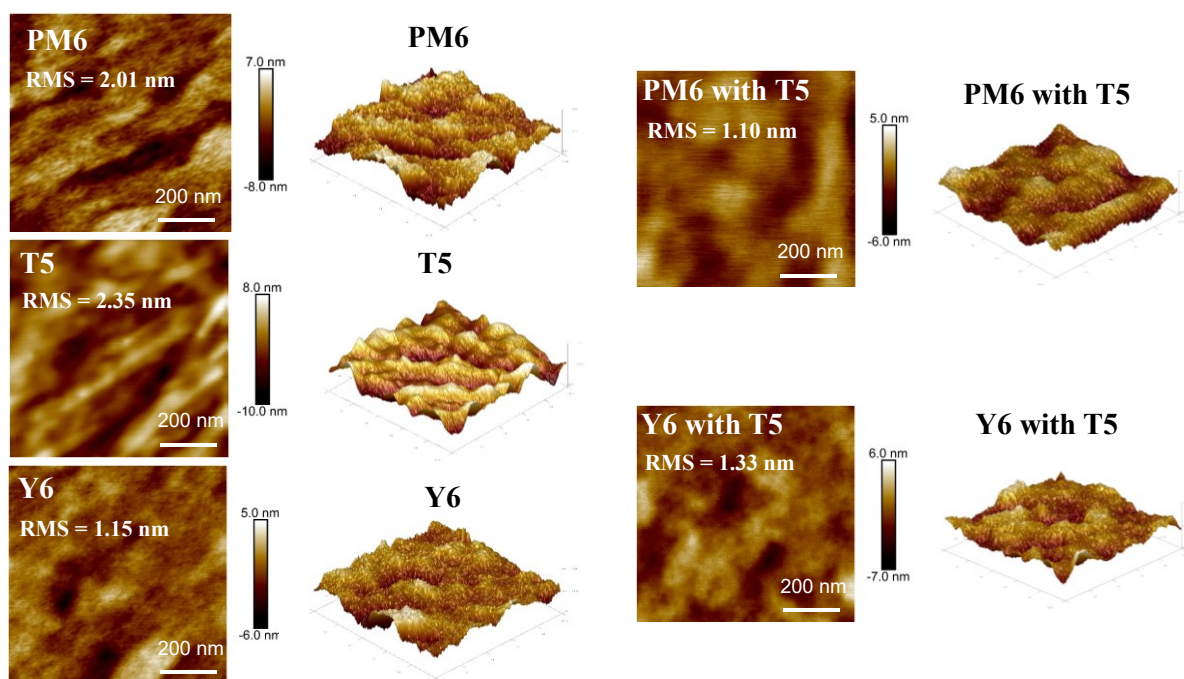 PM6
RMS = 2.01 nm
200 nm
7.0 nm
-8.0 nm
PM6
T5
RMS = 2.35 nm
200 nm
8.0 nm
-10.0 nm
T5
Y6
RMS = 1.15 nm
200 nm
5.0 nm
-6.0 nm
Y6
PM6 with T5
RMS = 1.10 nm
200 nm
5.0 nm
-6.0 nm
PM6 with T5
Y6 with T5
RMS = 1.33 nm
200 nm
6.0 nm
-7.0 nm
Y6 with T5